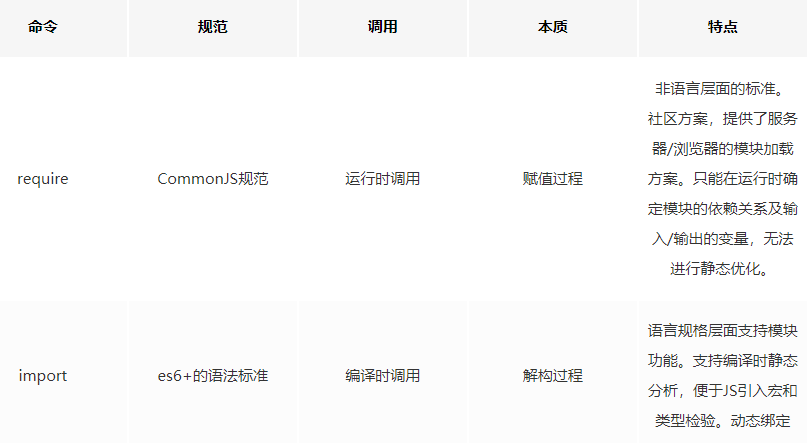 命令 规范 调用 本质 特点
非语言层面的标准。
社区方案，提供了服务
器/浏览器的模块加载
require CommonJS规范 运行时调用 赋值过程 方案。只能在运行时确
定模块的依赖关系及输
入/输出的变量，无法
进行静态优化。
语言规格层面支持模块
功能。支持编译时静态
import es6+的语法标准 编译时调用 解构过程 分析，便于JS引入宏和
类型检验。动态绑定